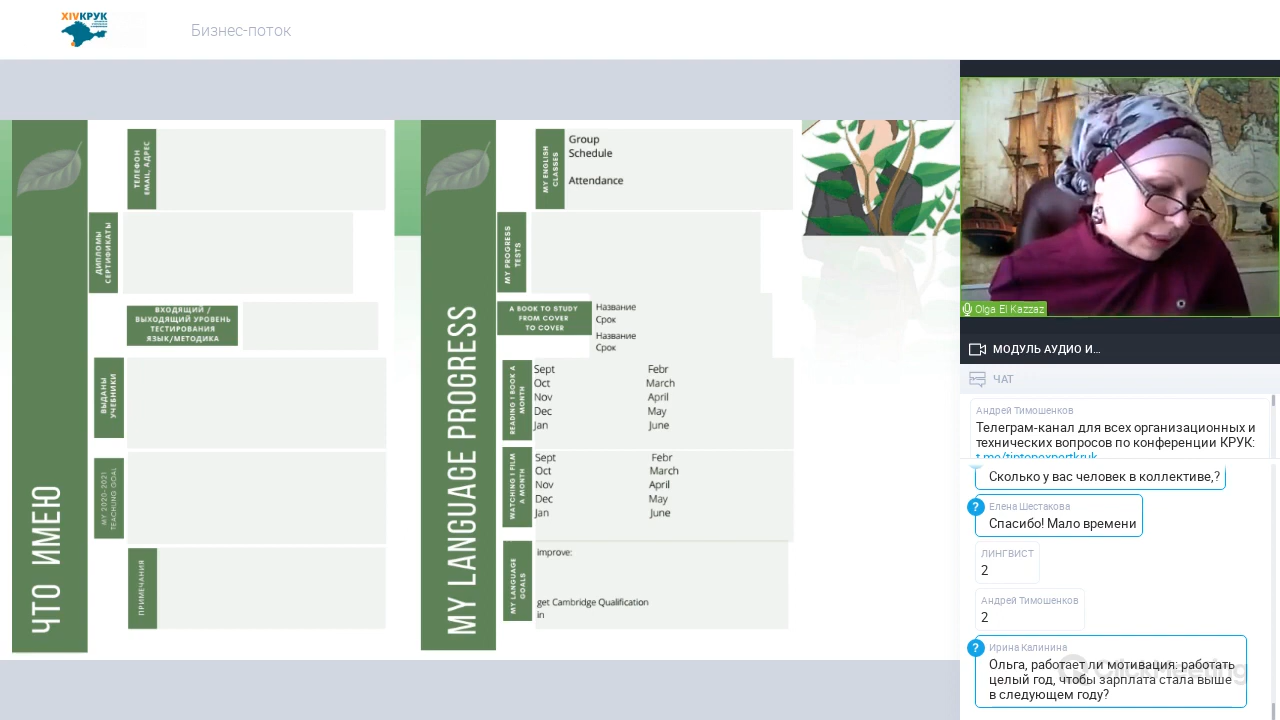 XIVКРУК
Бизнес-поток
ЧТО ИМЕЮ
ТЕЛЕФОН
EMAIL, АДРЕС
ДИПЛОМЫ
СЕРТИФИКАТЫ
ВХОДЯЩИЙ /
ВЫХОДЯЩИЙ УРОВЕНЬ
ТЕСТИРОВАНИЯ
ЯЗЫК/МЕТОДИКА
ВЫДАНЫ
УЧЕБНИКИ
MY 2020-2021
TEACHING GOAL
ПРИМЕЧАНИЯ
MY LANGUAGE PROGRESS
MY ENGLISH
CLASSES
Group
Schedule
Attendance
MY PROGRESS
TESTS
A BOOK TO STUDY
FROM COVER
TO COVER
Название
Срок
Название
Срок
READING 1 BOOK A
MONTH
Sept Febr
Oct March
Nov April
Dec May
Jan June
WATCHING 1 FILM
A MONTH
Sept Febr
Oct March
Nov April
Dec May
Jan June
MY LANGUAGE
GOALS
improve:
get Cambridge Qualification
in
Olga El Kazzaz
МОДУЛЬ АУДИО И...
ЧАТ
Андрей Тимошенков
Телеграм-канал для всех организационных и
технических вопросов по конференции КРУК:
t.me/tiptopexpertkruk
Сколько у вас человек в коллективе,?
?
Елена Шестакова
Спасибо! Мало времени
ЛИНГВИСТ
2
Андрей Тимошенков
2
?
Ирина Калинина
Ольга, работает ли мотивация: работать
целый год, чтобы зарплата стала выше
в следующем году?
ClickMeeting